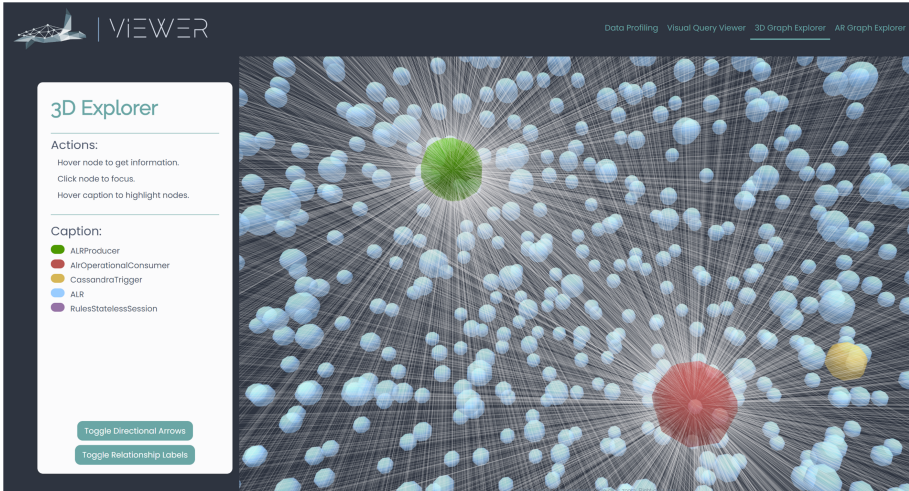 ViEWER
Data Profiling Visual Query Viewer 3D Graph Explorer AR Graph Explorer
3D Explorer
Actions:
Hover node to get information.
Click node to focus.
Hover caption to highlight nodes.
Caption:
ALRProducer
AlrOperationalConsumer
CassandraTrigger
ALR
RulesStatelessSession
Toggle Directional Arrows
Toggle Relationship Labels